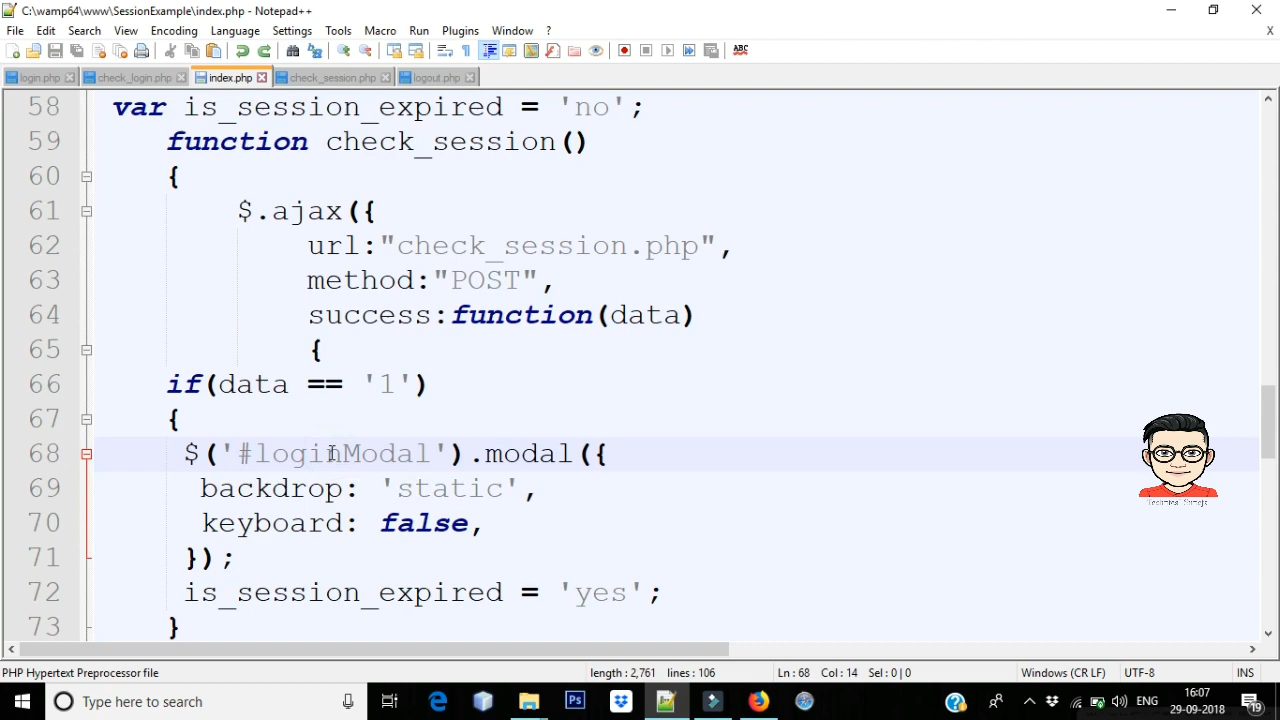 C:\wamp64\www\SessionExample\index.php - Notepad++
File Edit Search View Encoding Language Settings Tools Macro Run Plugins Window ? X
ABC
login.php check_login.php index.php check_session.php logout.php
58 var is_session_expired = 'no';
59 function check_session()
60 {
61 $.ajax({
62 url:"check_session.php",
63 method:"POST",
64 success:function(data)
65 {
66 if(data == '1')
67 {
68 $('#loginModal').modal({
69 backdrop: 'static',
70 keyboard: false,
71 });
72 is_session_expired = 'yes';
73 }
PHP Hypertext Preprocessor file length : 2,761 lines : 106 Ln : 68 Col : 14 Sel : 0 | 0 Windows (CR LF) UTF-8 INS
Type here to search Ps ENG 16:07
29-09-2018 19